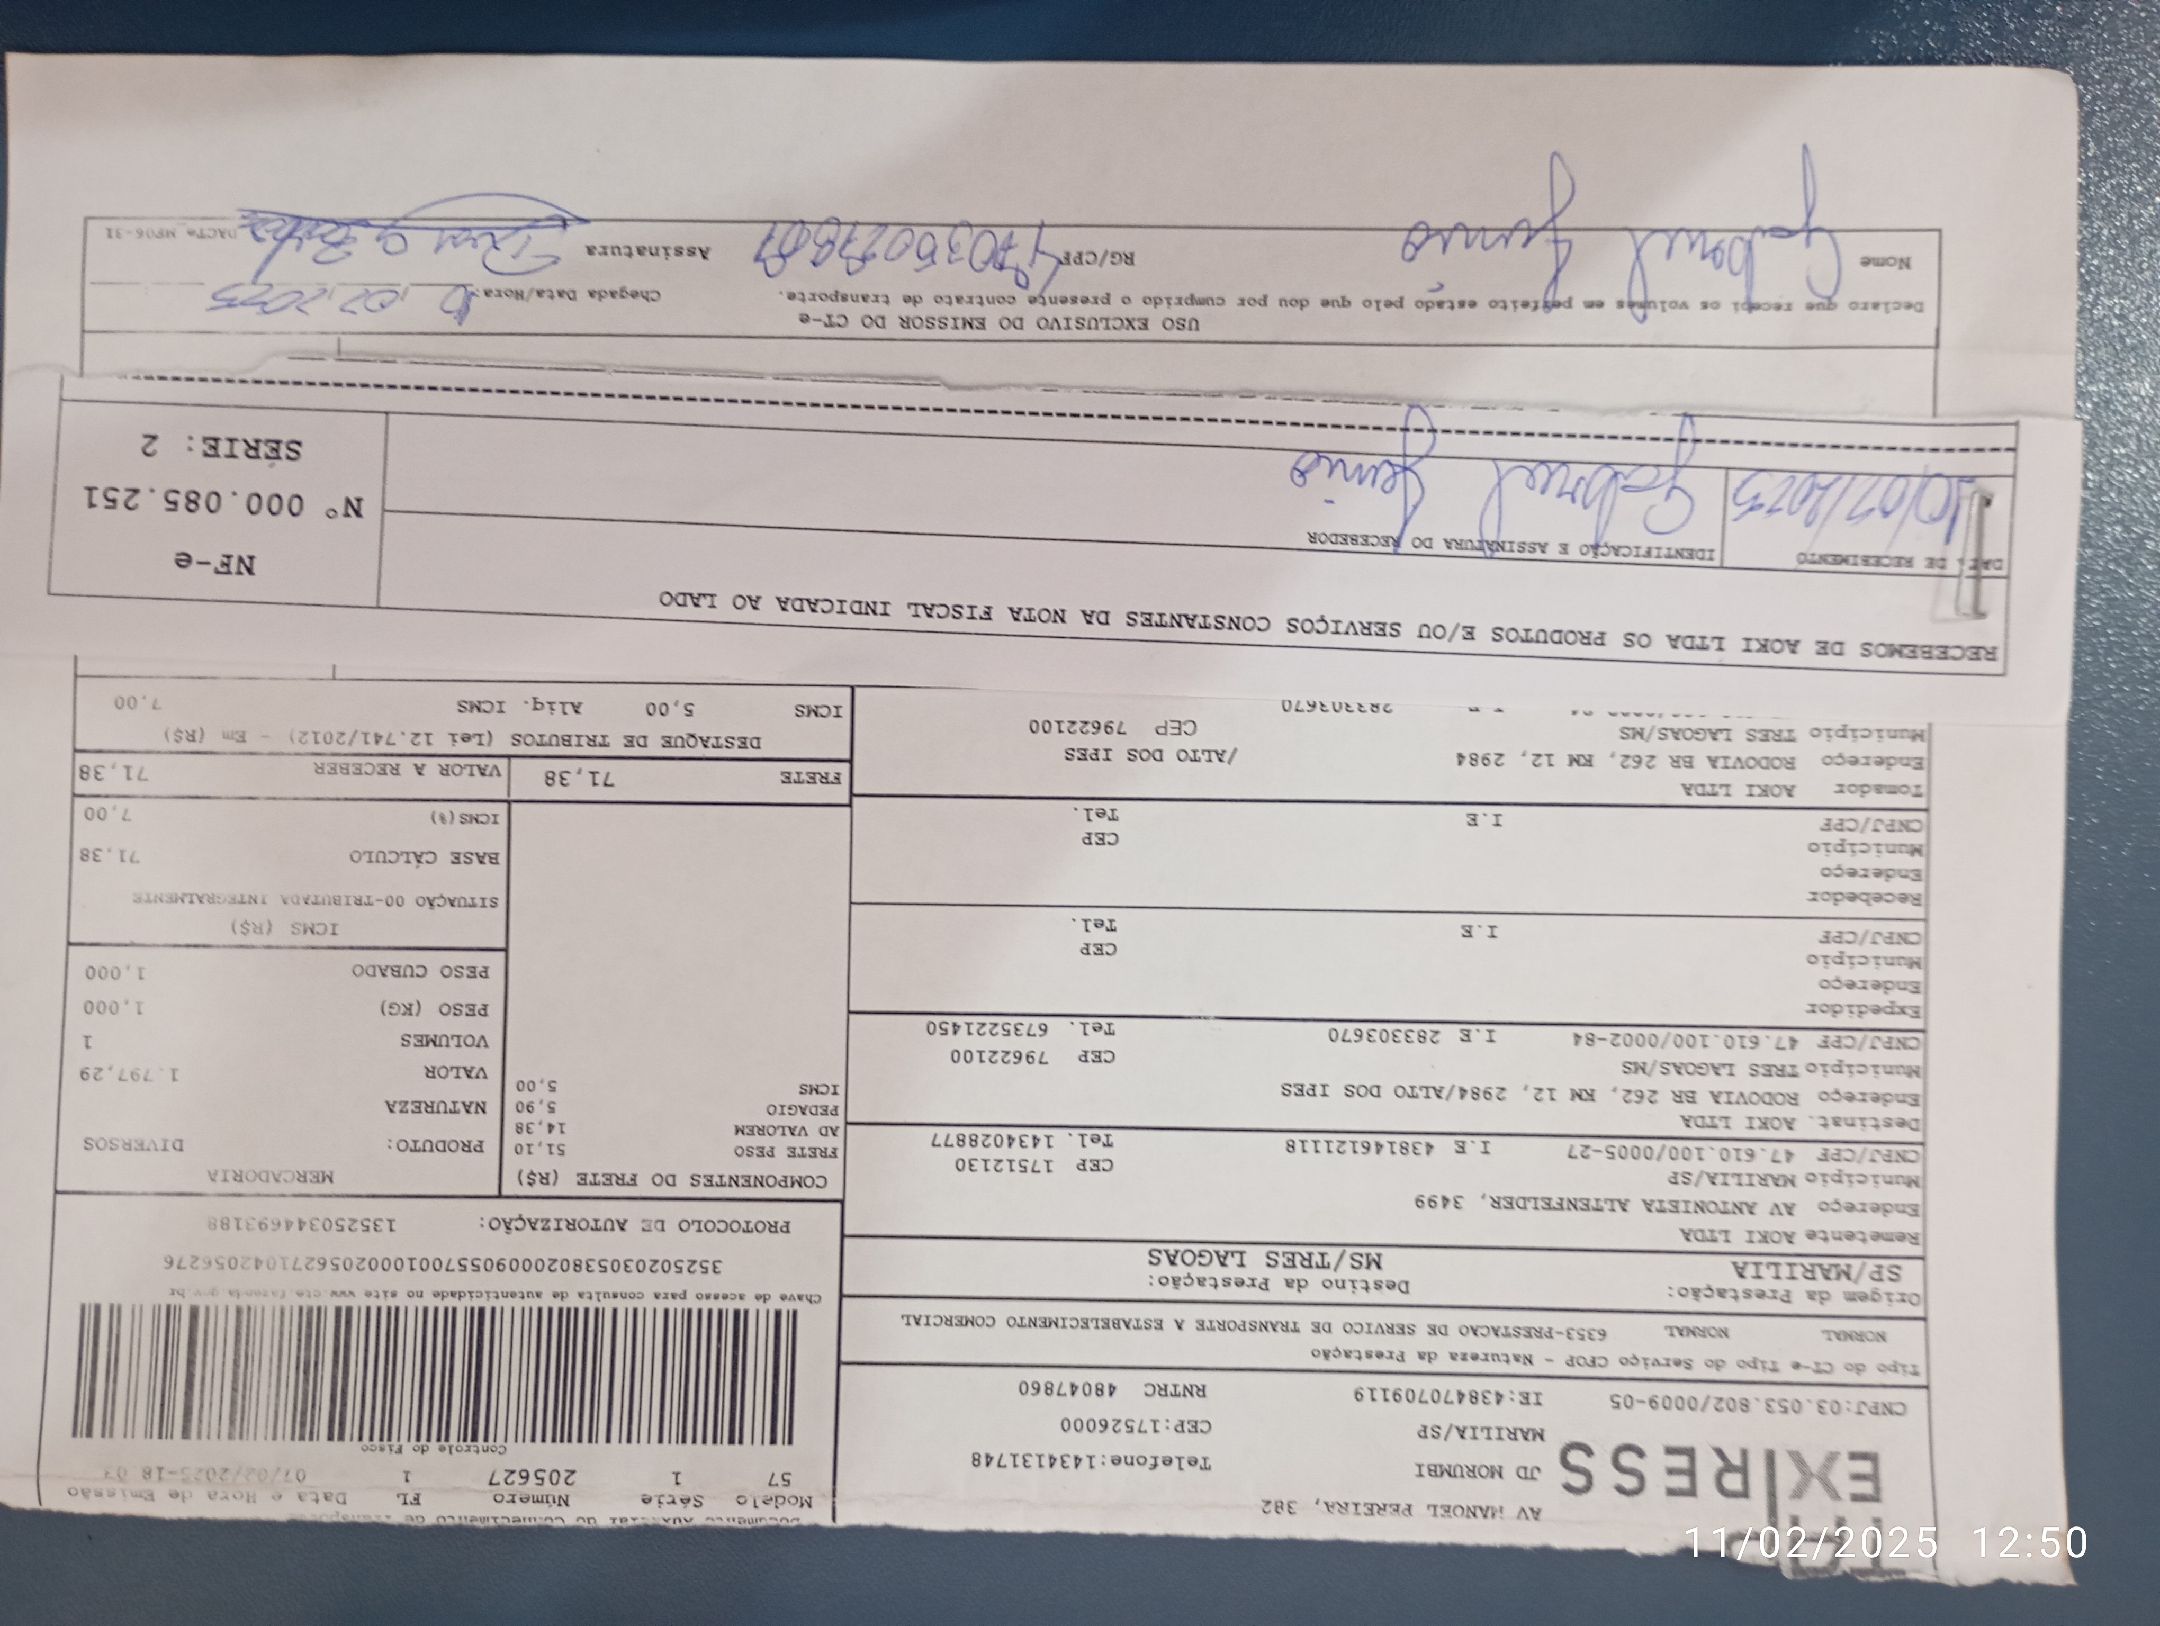 EXPRESS
AV MANOEL PEREIRA, 382
JD MORUMBI
MARILIA/SP
Telefone:1434131748
CEP:17526000
CNPJ:03.053.802/0009-05 IE:438470709119 RNTRC 48047860
Tipo do CT-e Tipo do Serviço CFOP - Natureza da Prestação
NORMAL NORMAL 6353-PRESTACAO DE SERVICO DE TRANSPORTE A ESTABELECIMENTO COMERCIAL
Origem da Prestação: Destino da Prestação:
SP/MARILIA MS/TRES LAGOAS
Remetente AOKI LTDA
Endereço AV ANTONIETA ALTENFELDER, 3499
Município MARILIA/SP CEP 17512130
CNPJ/CPF 47.610.100/0005-27 I.E 438146121118 Tel. 1434028877
Destinat. AOKI LTDA
Endereço RODOVIA BR 262, KM 12, 2984/ALTO DOS IPES
Município TRES LAGOAS/MS CEP 79622100
CNPJ/CPF 47.610.100/0002-84 I.E 283303670 Tel. 6735221450
Expedidor
Endereço
Município CEP
CNPJ/CPF I.E Tel.
Recebedor
Endereço
Município CEP
CNPJ/CPF I.E Tel.
Tomador AOKI LTDA
Endereço RODOVIA BR 262, KM 12, 2984 /ALTO DOS IPES
Município TRES LAGOAS/MS CEP 79622100
283303670
Documento Auxiliar do Conhecimento de
Modelo Série Número FL Data e Hora de Emissão
57 1 205627 1 07/02/2025-18:03
Controle do Fisco
Chave de acesso para consulta de autenticidade no site www.cte.fazenda.gov.br
35250203053802000905570010002056271042056276
PROTOCOLO DE AUTORIZAÇÃO: 135250344693188
COMPONENTES DO FRETE (R$)
FRETE PESO 51,10
AD VALOREM 14,38
PEDAGIO 5,90
ICMS 5,00
MERCADORIA
PRODUTO: DIVERSOS
NATUREZA
VALOR 1.797,29
VOLUMES 1
PESO (KG) 1,000
PESO CUBADO 1,000
ICMS (R$)
SITUAÇÃO 00-TRIBUTADA INTEGRALMENTE
BASE CÁLCULO 71,38
ICMS(%) 7,00
FRETE 71,38 VALOR A RECEBER 71,38
DESTAQUE DE TRIBUTOS (Lei 12.741/2012) - Em (R$)
ICMS 5,00 Aliq. ICMS 7,00
RECEBEMOS DE AOKI LTDA OS PRODUTOS E/OU SERVIÇOS CONSTANTES DA NOTA FISCAL INDICADA AO LADO
DATA DE RECEBIMENTO IDENTIFICAÇÃO E ASSINATURA DO RECEBEDOR
10/02/2025 Gabriel Junio
NF-e
Nº 000.085.251
SÉRIE: 2
USO EXCLUSIVO DO EMISSOR DO CT-e
Declaro que recebi os volumes em perfeito estado pelo que dou por cumprido o presente contrato de transporte.
Chegada Data/Hora: 10.02.2025
Nome Gabriel Junio RG/CPF Assinatura
DACTe_MP06-31
11/02/2025 12:50